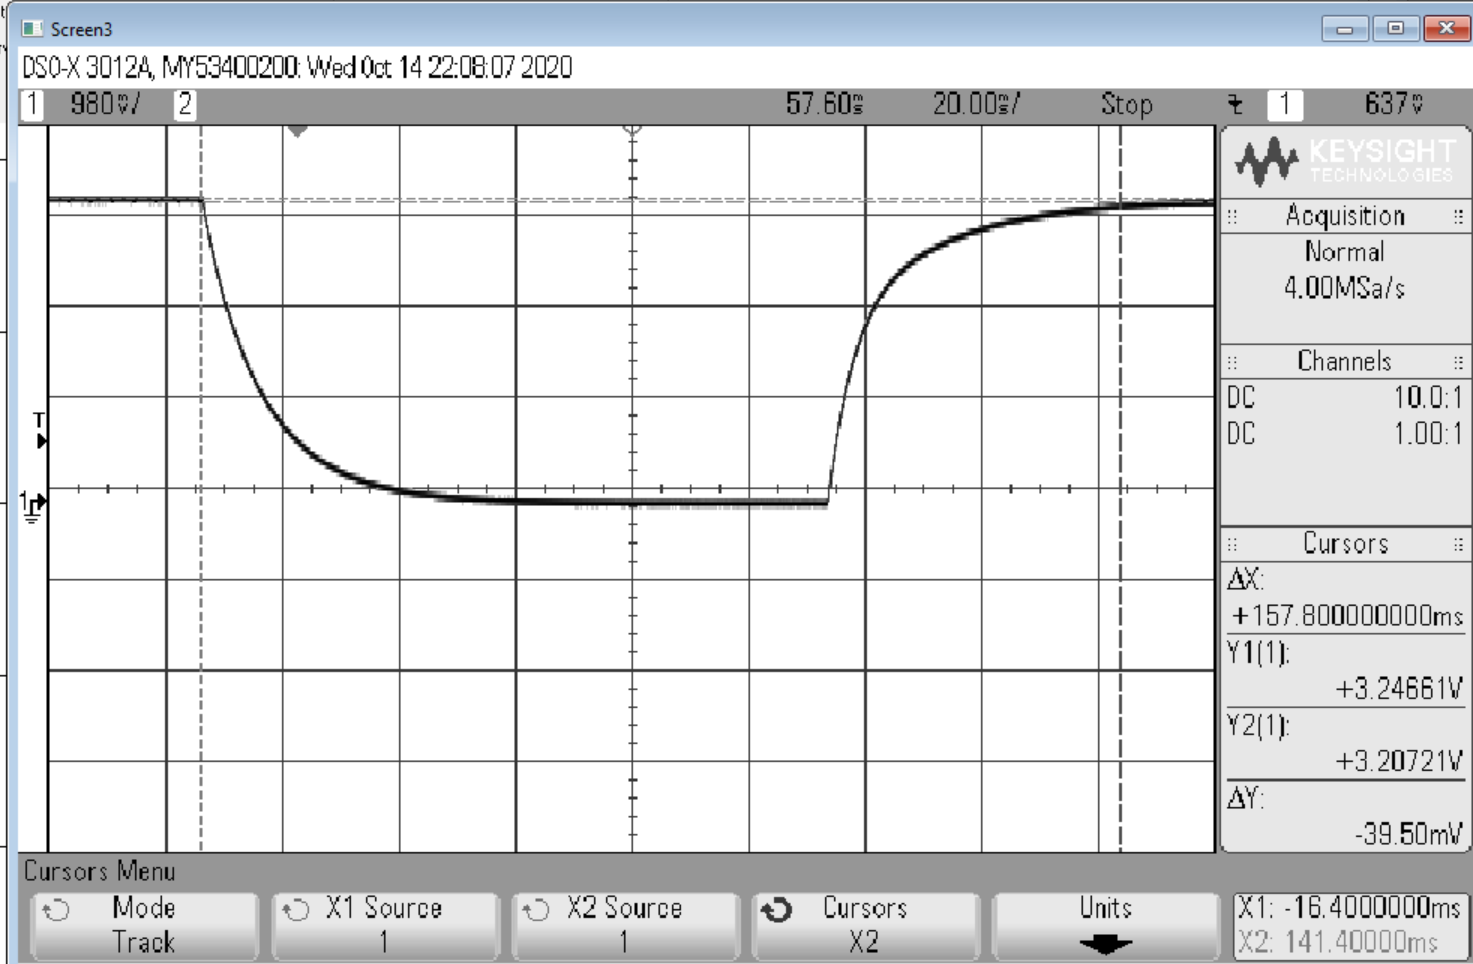 Screen3
DSO-X 3012A, MY53400200: Wed Oct 14 22:08:07 2020
1 980mV/ 2 57.60ms 20.00ms/ Stop 1 637mV
KEYSIGHT
TECHNOLOGIES
Acquisition
Normal
4.00MSa/s
Channels
DC 10.0:1
DC 1.00:1
T
1
Cursors
ΔX:
+157.800000000ms
Y1(1):
+3.24661V
Y2(1):
+3.20721V
ΔY:
-39.50mV
Cursors Menu
Mode
Track
X1 Source
1
X2 Source
1
Cursors
X2
Units
X1: -16.4000000ms
X2: 141.40000ms